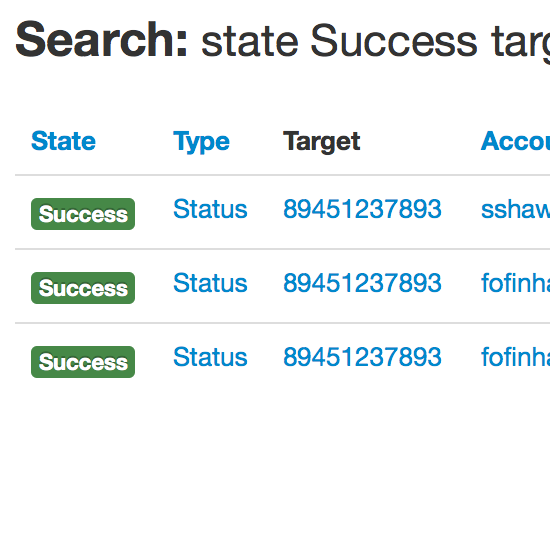 Search: state Success targ
State Type Target Accou
Success Status 89451237893 sshaw
Success Status 89451237893 fofinha
Success Status 89451237893 fofinha